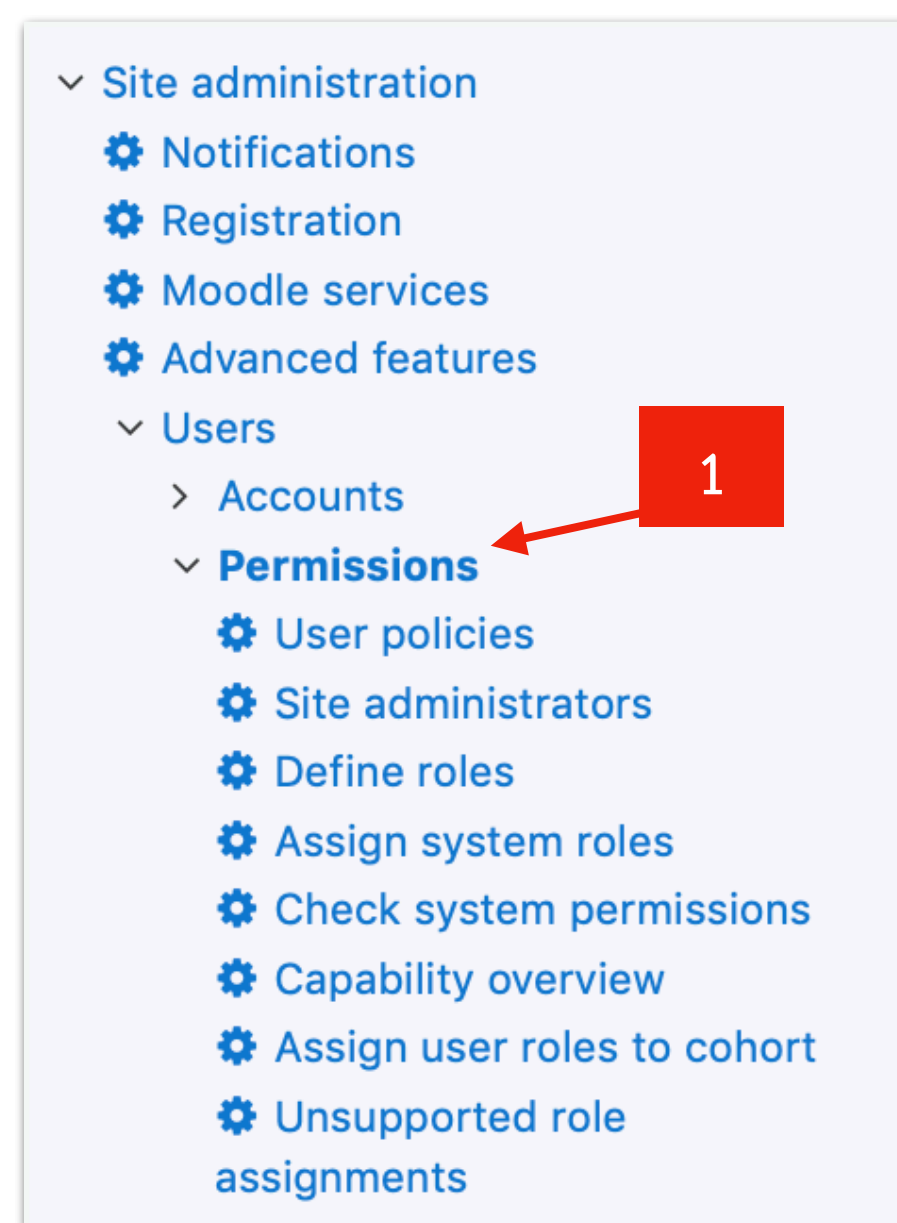 Site administration
Notifications
Registration
Moodle services
Advanced features
Users
1
Accounts
Permissions
User policies
Site administrators
Define roles
Assign system roles
Check system permissions
Capability overview
Assign user roles to cohort
Unsupported role
assignments